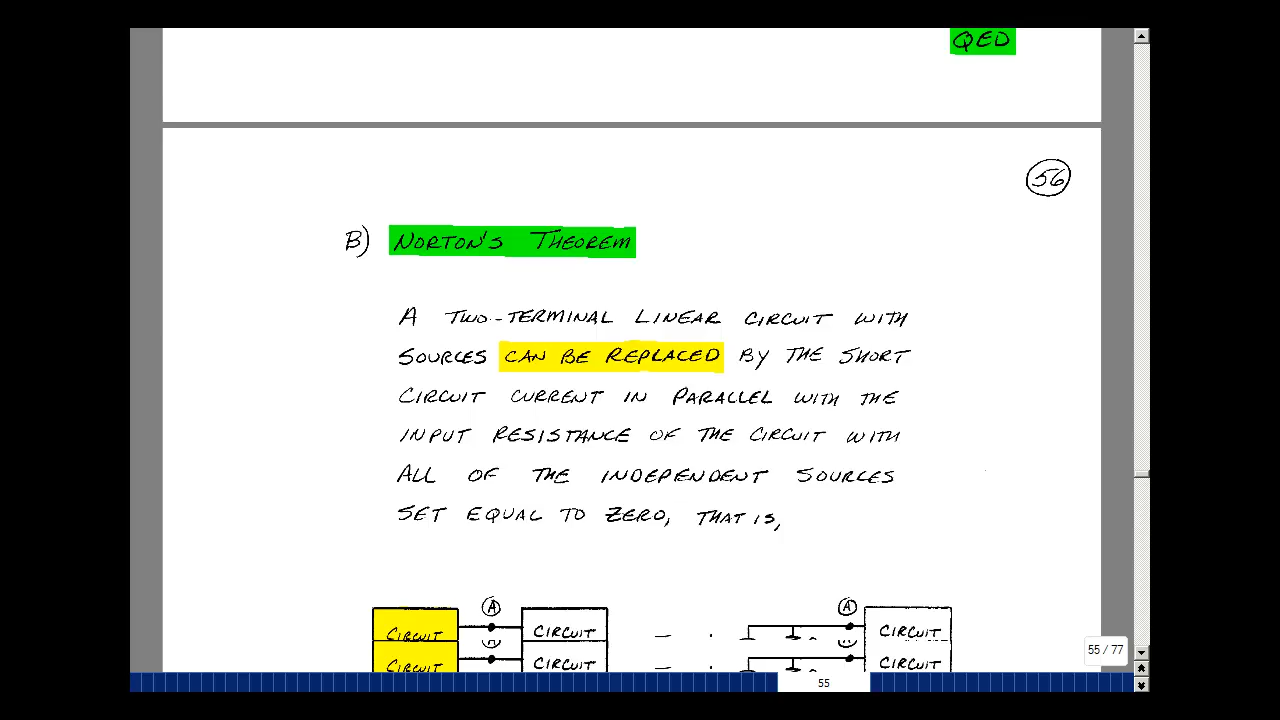 QED
56
B) NORTON'S THEOREM
A TWO-TERMINAL LINEAR CIRCUIT WITH
SOURCES CAN BE REPLACED BY THE SHORT
CIRCUIT CURRENT IN PARALLEL WITH THE
INPUT RESISTANCE OF THE CIRCUIT WITH
ALL OF THE INDEPENDENT SOURCES
SET EQUAL TO ZERO, THAT IS,
A A
CIRCUIT CIRCUIT CIRCUIT
CIRCUIT CIRCUIT CIRCUIT
55 / 77
55